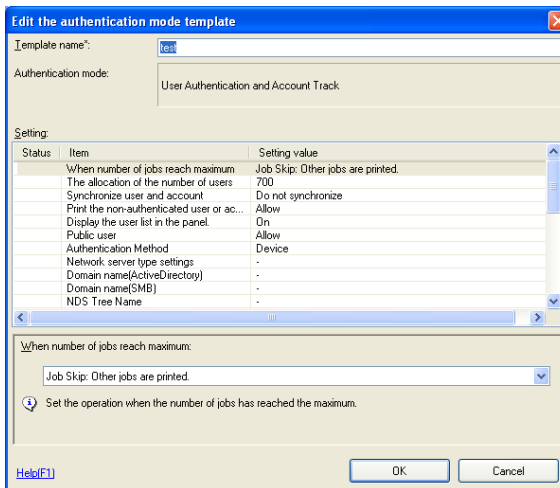 Edit the authentication mode template
Template name*: test
Authentication mode: User Authentication and Account Track
Setting:
Status Item Setting value
When number of jobs reach maximum Job Skip: Other jobs are printed.
The allocation of the number of users 700
Synchronize user and account Do not synchronize
Print the non-authenticated user or ac... Allow
Display the user list in the panel. On
Public user Allow
Authentication Method Device
Network server type settings -
Domain name(ActiveDirectory) -
Domain name(SMB) -
NDS Tree Name -
When number of jobs reach maximum:
Job Skip: Other jobs are printed.
Set the operation when the number of jobs has reached the maximum.
Help(F1) OK Cancel